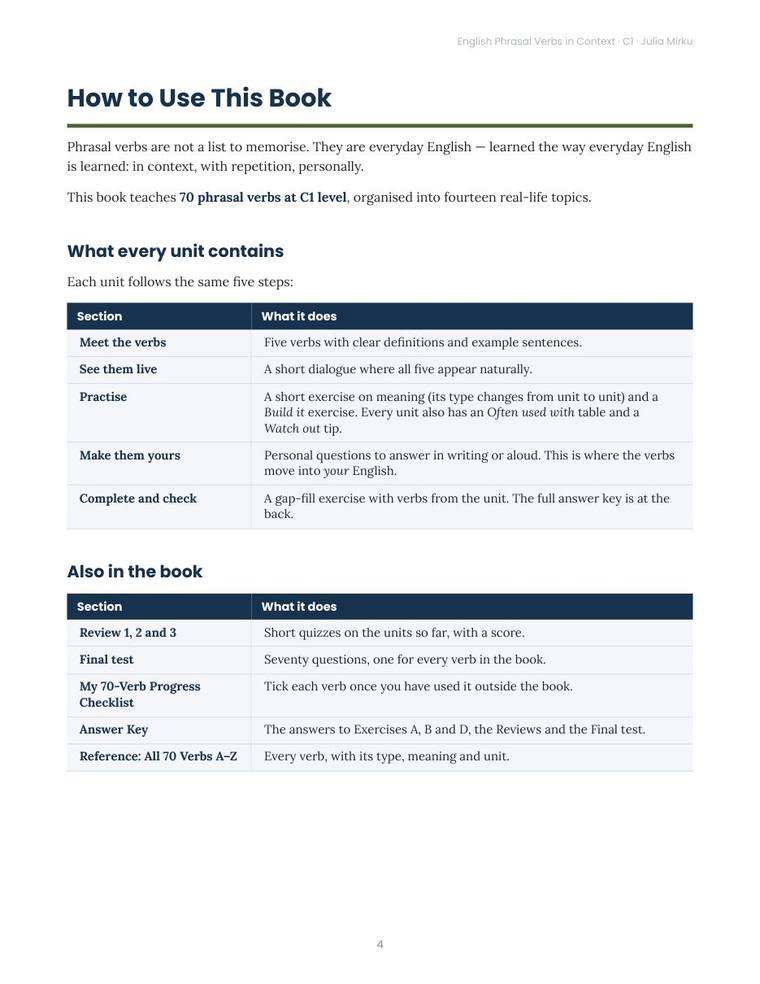 English Phrasal Verbs in Context · C1 · Julia Mirku
How to Use This Book
Phrasal verbs are not a list to memorise. They are everyday English — learned the way everyday English
is learned: in context, with repetition, personally.
This book teaches 70 phrasal verbs at C1 level, organised into fourteen real-life topics.
What every unit contains
Each unit follows the same five steps:
Section What it does
Meet the verbs Five verbs with clear definitions and example sentences.
See them live A short dialogue where all five appear naturally.
Practise A short exercise on meaning (its type changes from unit to unit) and a
Build it exercise. Every unit also has an Often used with table and a
Watch out tip.
Make them yours Personal questions to answer in writing or aloud. This is where the verbs
move into your English.
Complete and check A gap-fill exercise with verbs from the unit. The full answer key is at the
back.
Also in the book
Section What it does
Review 1, 2 and 3 Short quizzes on the units so far, with a score.
Final test Seventy questions, one for every verb in the book.
My 70-Verb Progress Tick each verb once you have used it outside the book.
Checklist
Answer Key The answers to Exercises A, B and D, the Reviews and the Final test.
Reference: All 70 Verbs A–Z Every verb, with its type, meaning and unit.
4